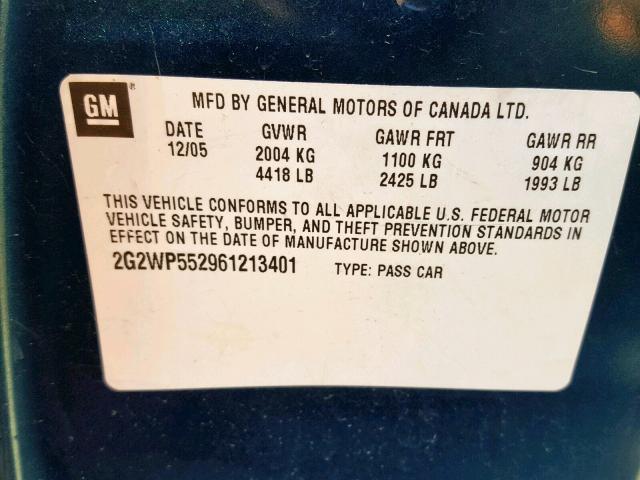 GM ®
MFD BY GENERAL MOTORS OF CANADA LTD.
DATE GVWR GAWR FRT GAWR RR
12/05 2004 KG 1100 KG 904 KG
4418 LB 2425 LB 1993 LB
THIS VEHICLE CONFORMS TO ALL APPLICABLE U.S. FEDERAL MOTOR
VEHICLE SAFETY, BUMPER, AND THEFT PREVENTION STANDARDS IN
EFFECT ON THE DATE OF MANUFACTURE SHOWN ABOVE.
2G2WP552961213401 TYPE: PASS CAR